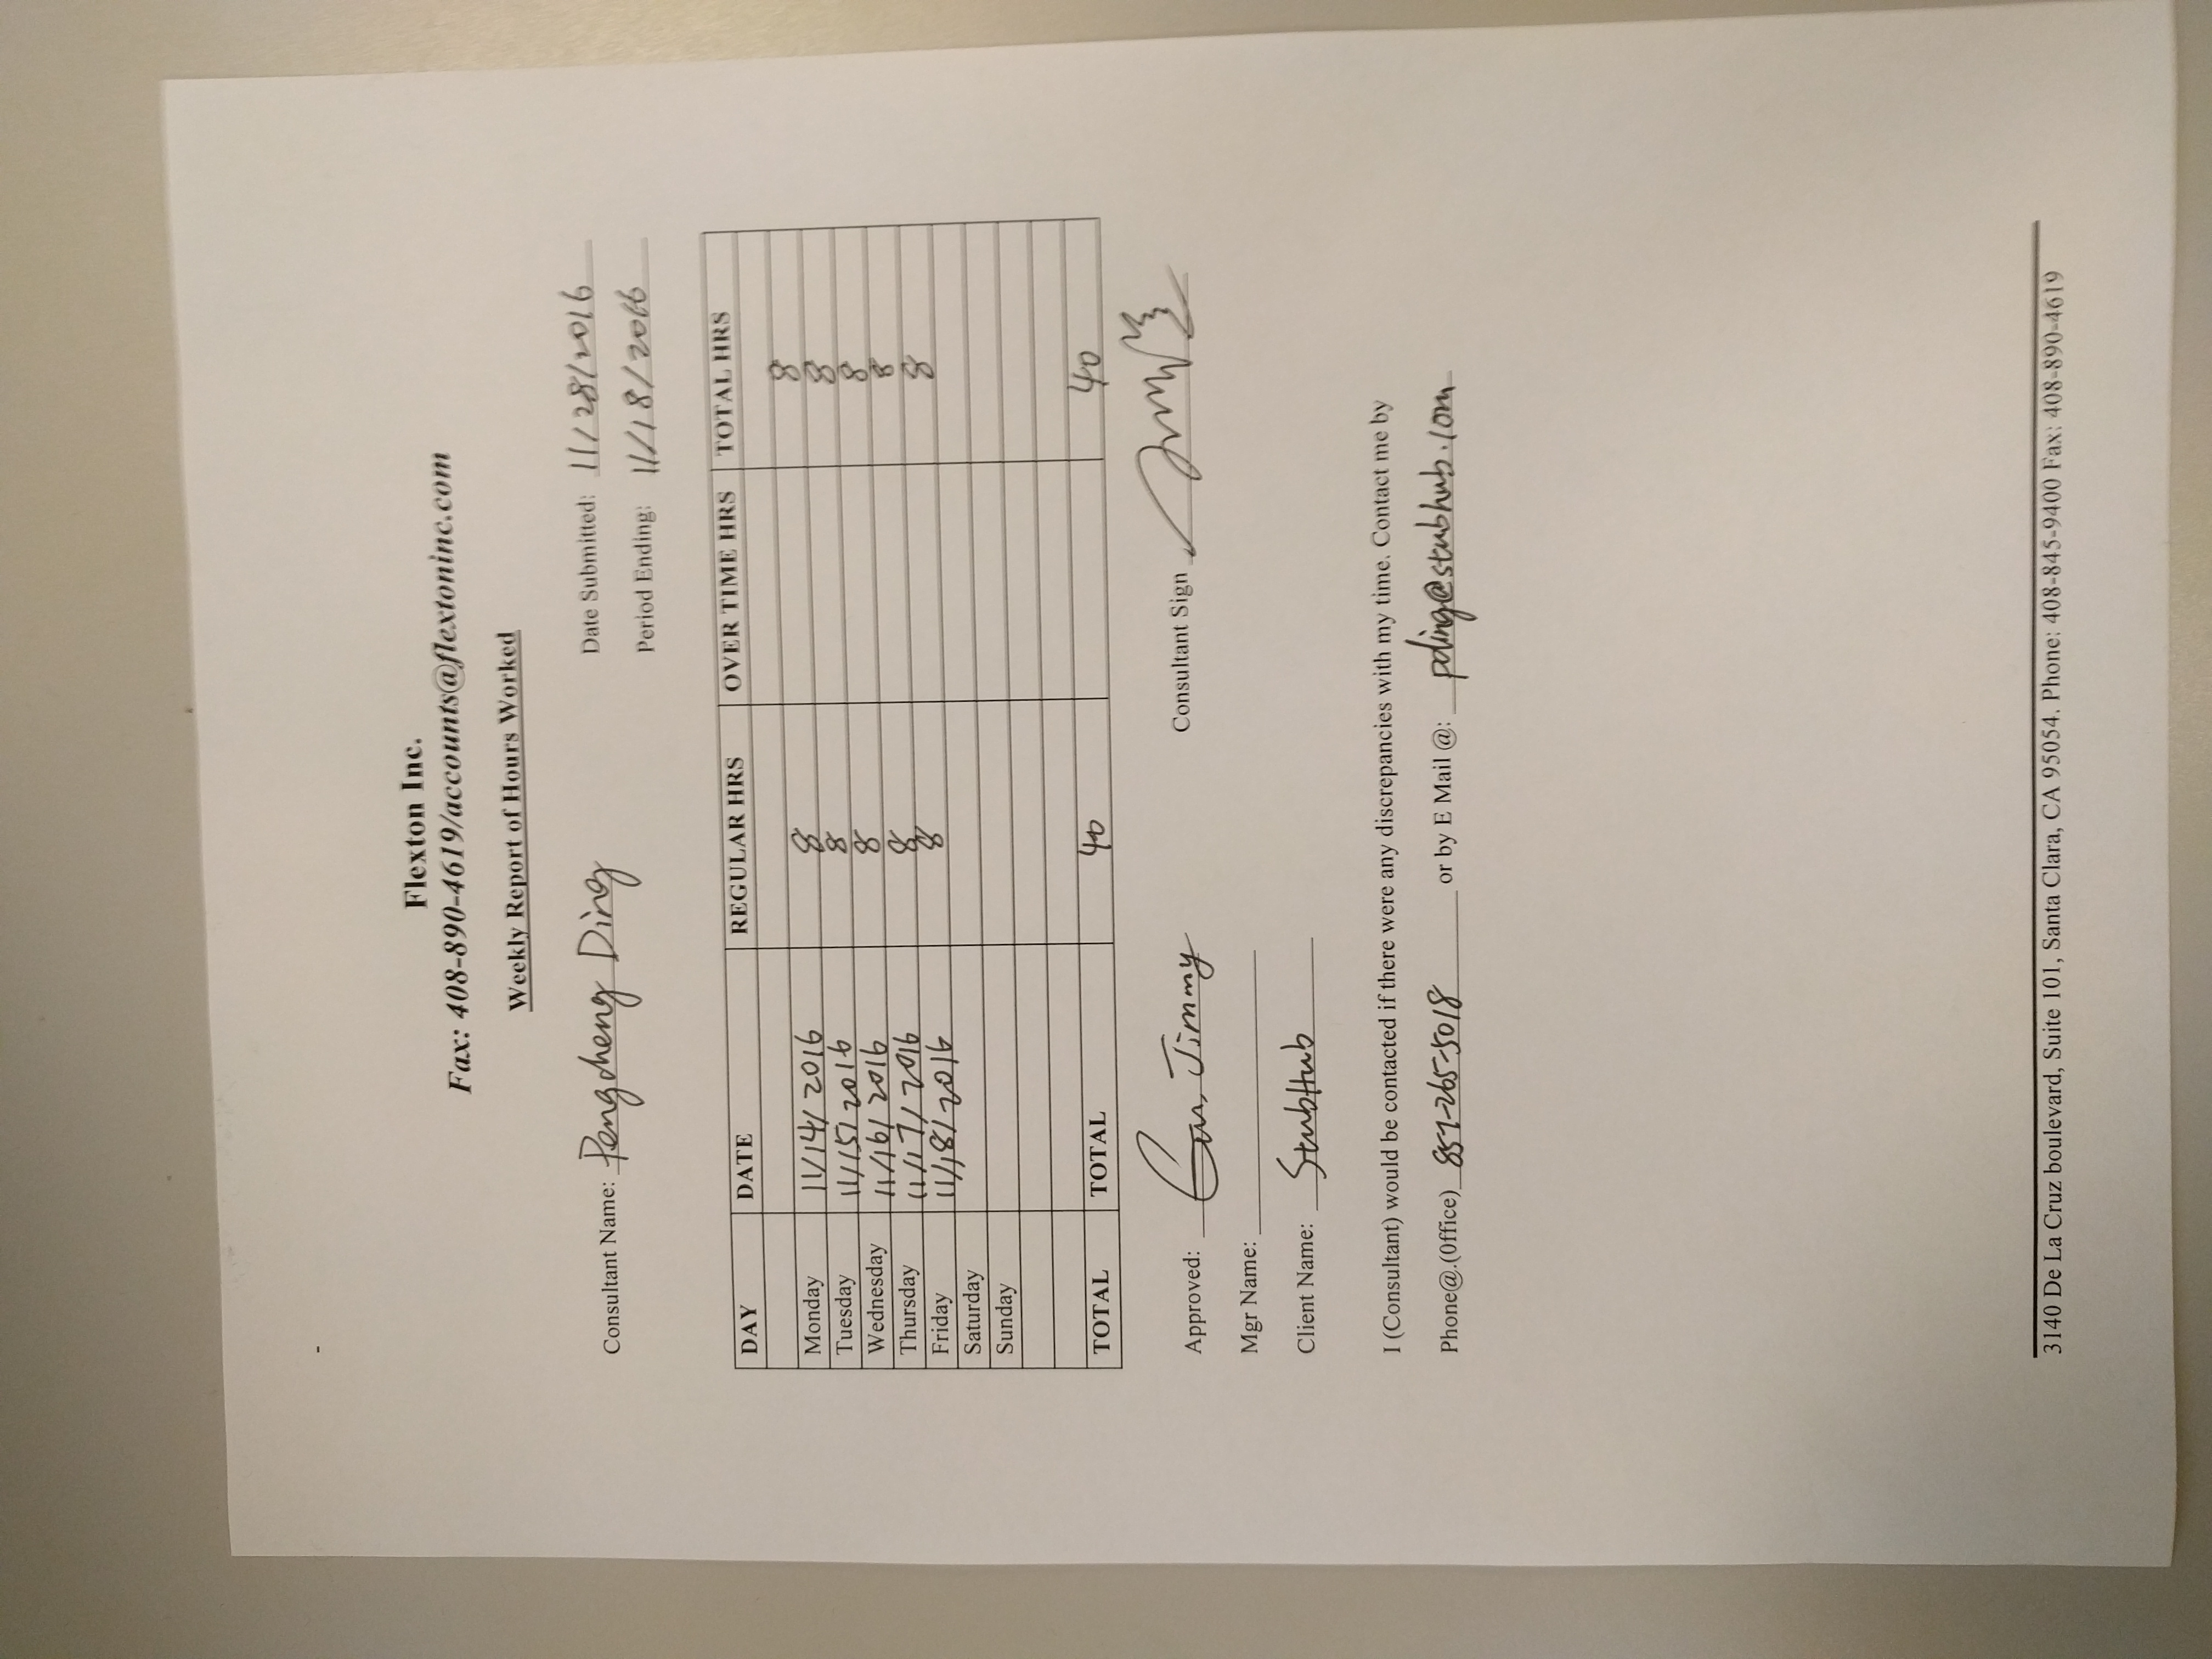 Flexton Inc.
Fax: 408-890-4619/accounts@flextoninc.com
Weekly Report of Hours Worked
Consultant Name: Pengcheng Ding Date Submitted: 11/28/2016
Period Ending: 11/18/2016
DAY DATE REGULAR HRS OVER TIME HRS TOTAL HRS
Monday 11/14/2016 8 8
Tuesday 11/15/2016 8 8
Wednesday 11/16/2016 8 8
Thursday 11/17/2016 8 8
Friday 11/18/2016 8 8
Saturday
Sunday
TOTAL TOTAL 40 40
Approved: Jimmy Consultant Sign
Mgr Name:
Client Name: StubHub
I (Consultant) would be contacted if there were any discrepancies with my time. Contact me by
Phone@.(Office) 857-265-5018 or by E Mail @: pding@stubhub.com
3140 De La Cruz boulevard, Suite 101, Santa Clara, CA 95054. Phone: 408-845-9400 Fax: 408-890-4619